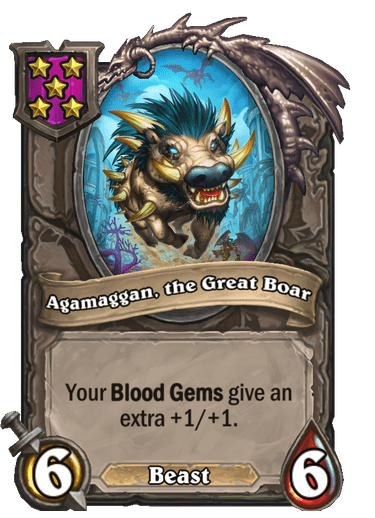 Agamaggan, the Great Boar
Your Blood Gems give an
extra +1/+1.
6
Beast
6